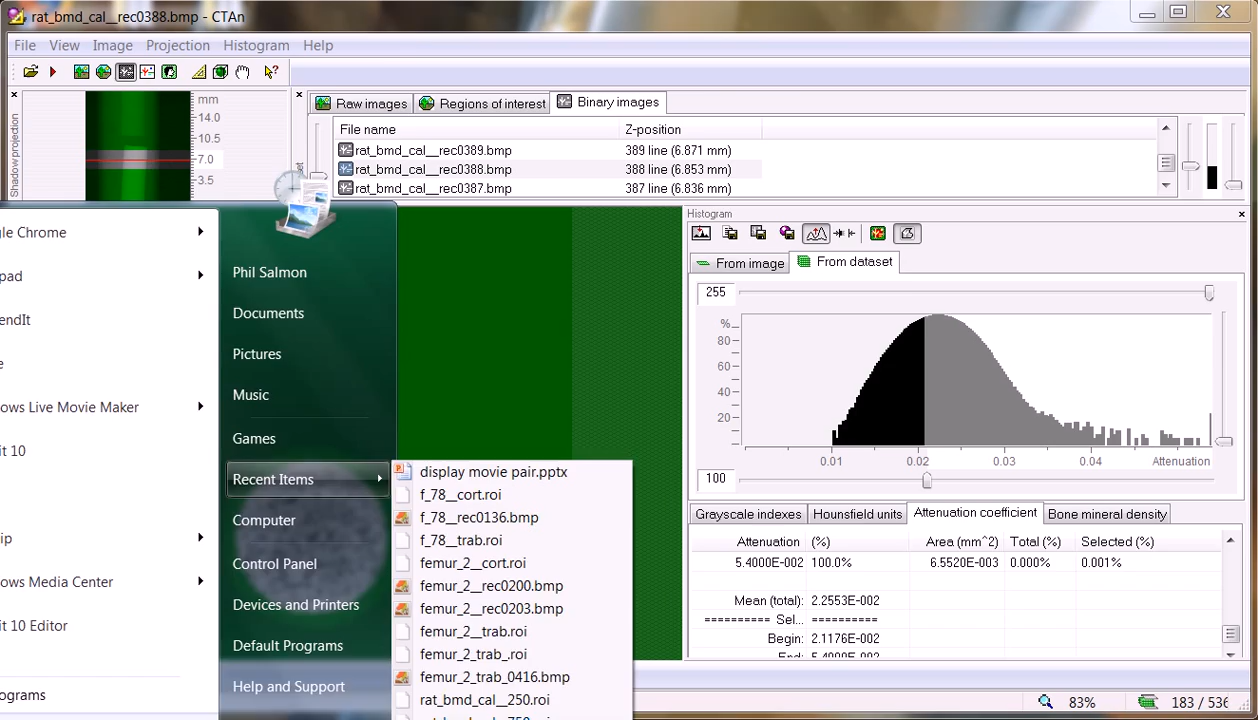 rat_bmd_cal__rec0388.bmp - CTAn
File View Image Projection Histogram Help
Shadow projection
mm
14.0
10.5
7.0
3.5
Raw images Regions of interest Binary images
File name Z-position
rat_bmd_cal__rec0389.bmp 389 line (6.871 mm)
rat_bmd_cal__rec0388.bmp 388 line (6.853 mm)
rat_bmd_cal__rec0387.bmp 387 line (6.836 mm)
gle Chrome
pad
endIt
e
ows Live Movie Maker
it 10
ip
ows Media Center
it 10 Editor
rograms
Phil Salmon
Documents
Pictures
Music
Games
Recent Items
Computer
Control Panel
Devices and Printers
Default Programs
Help and Support
display movie pair.pptx
f_78__cort.roi
f_78__rec0136.bmp
f_78__trab.roi
femur_2__cort.roi
femur_2__rec0200.bmp
femur_2__rec0203.bmp
femur_2__trab.roi
femur_2_trab_.roi
femur_2_trab_0416.bmp
rat_bmd_cal__250.roi
Histogram
From image From dataset
255
%
80
60
40
20
0.01 0.02 0.03 0.04 Attenuation
100
Grayscale indexes Hounsfield units Attenuation coefficient Bone mineral density
Attenuation (%) Area (mm^2) Total (%) Selected (%)
5.4000E-002 100.0% 6.5520E-003 0.000% 0.001%
Mean (total): 2.2553E-002
========== Sel... ==========
Begin: 2.1176E-002
End: 5.4000E-002
83% 183 / 536